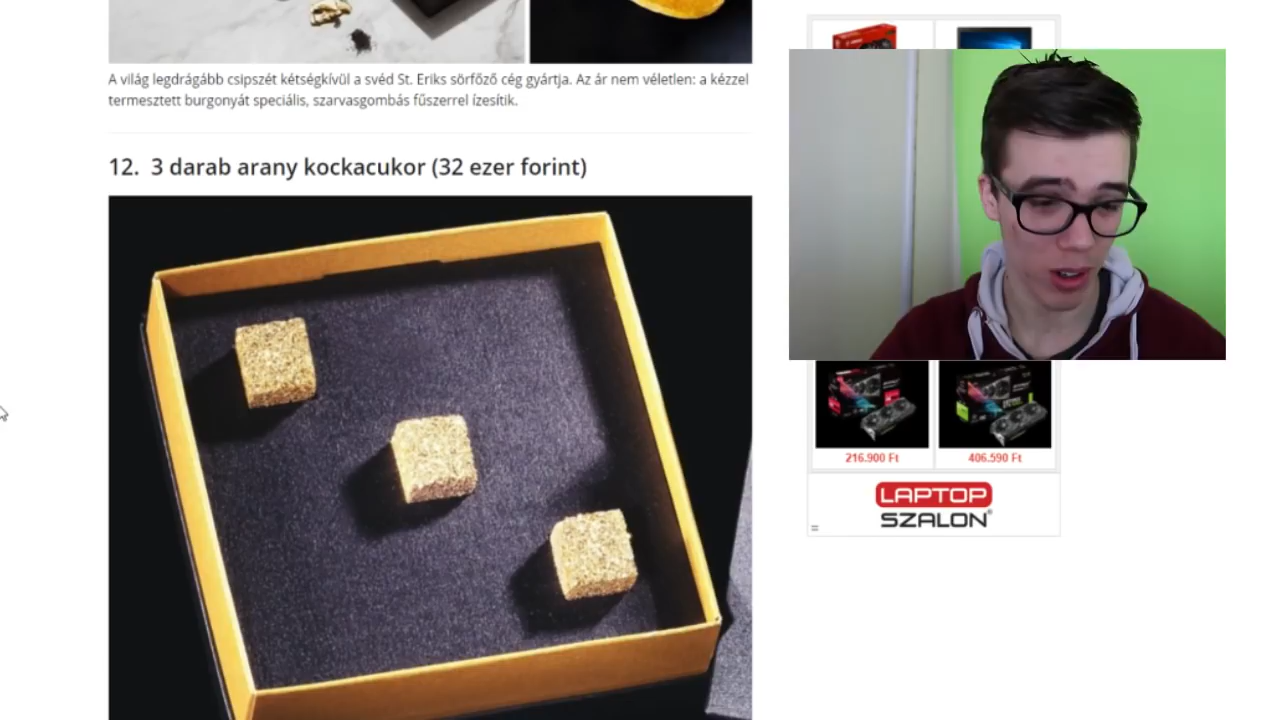 A világ legdrágább csipszét kétségkívül a svéd St. Eriks sörfőző cég gyártja. Az ár nem véletlen: a kézzel
termesztett burgonyát speciális, szarvasgombás fűszerrel ízesítik.
12. 3 darab arany kockacukor (32 ezer forint)
216.900 Ft
406.590 Ft
LAPTOP
SZALON®